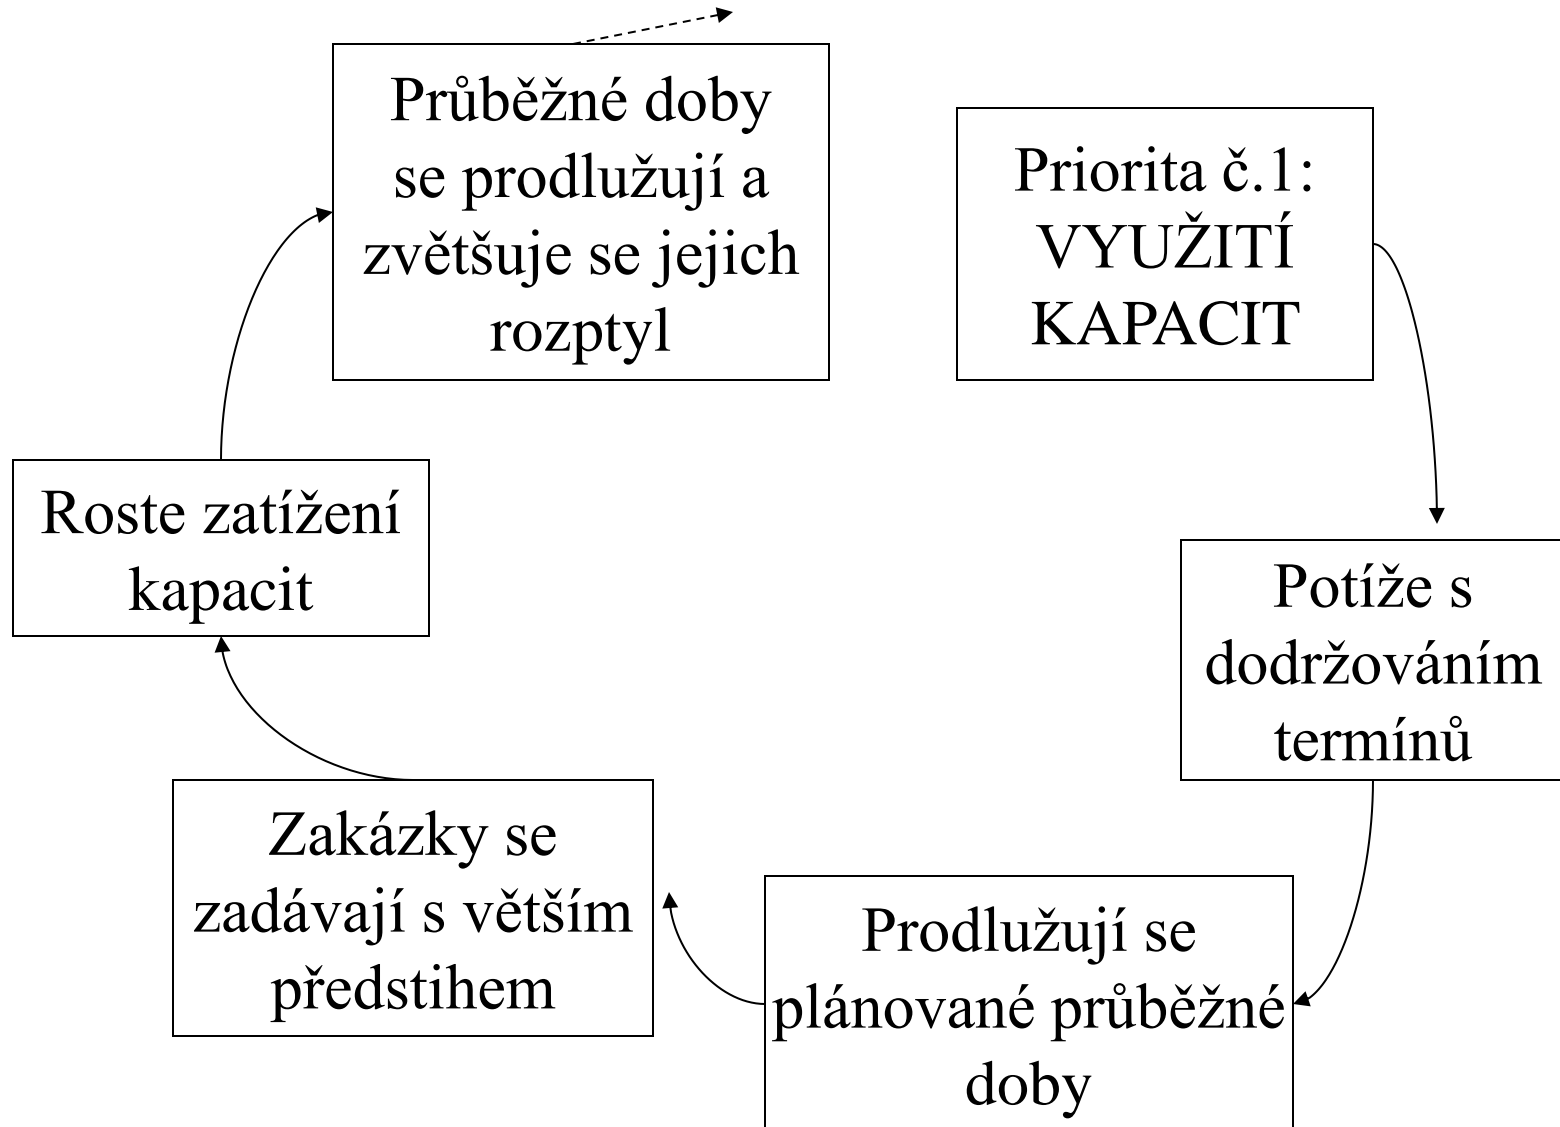 Průběžné doby
se prodlužují a
zvětšuje se jejich
rozptyl
Priorita č.1:
VYUŽITÍ
KAPACIT
Roste zatížení
kapacit
Potíže s
dodržováním
termínů
Zakázky se
zadávají s větším
předstihem
Prodlužují se
plánované průběžné
doby